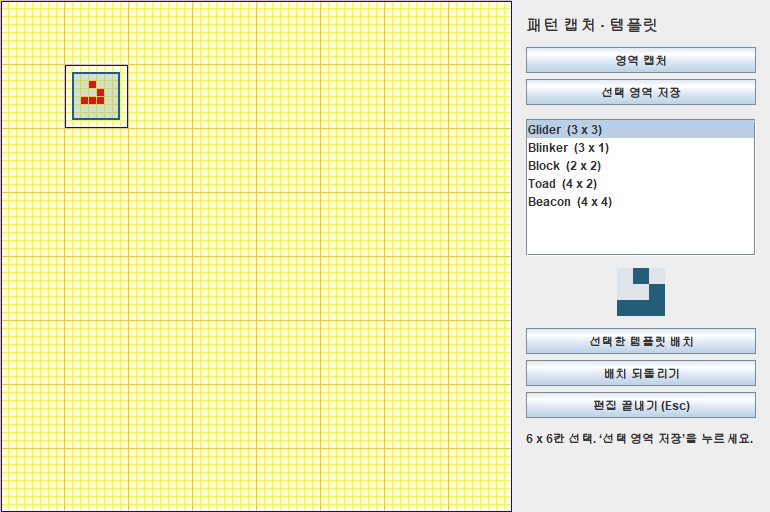 패턴 캡처 · 템플릿
영역 캡처
선택 영역 저장
Glider (3 x 3)
Blinker (3 x 1)
Block (2 x 2)
Toad (4 x 2)
Beacon (4 x 4)
선택한 템플릿 배치
배치 되돌리기
편집 끝내기 (Esc)
6 x 6칸 선택. ‘선택 영역 저장’을 누르세요.